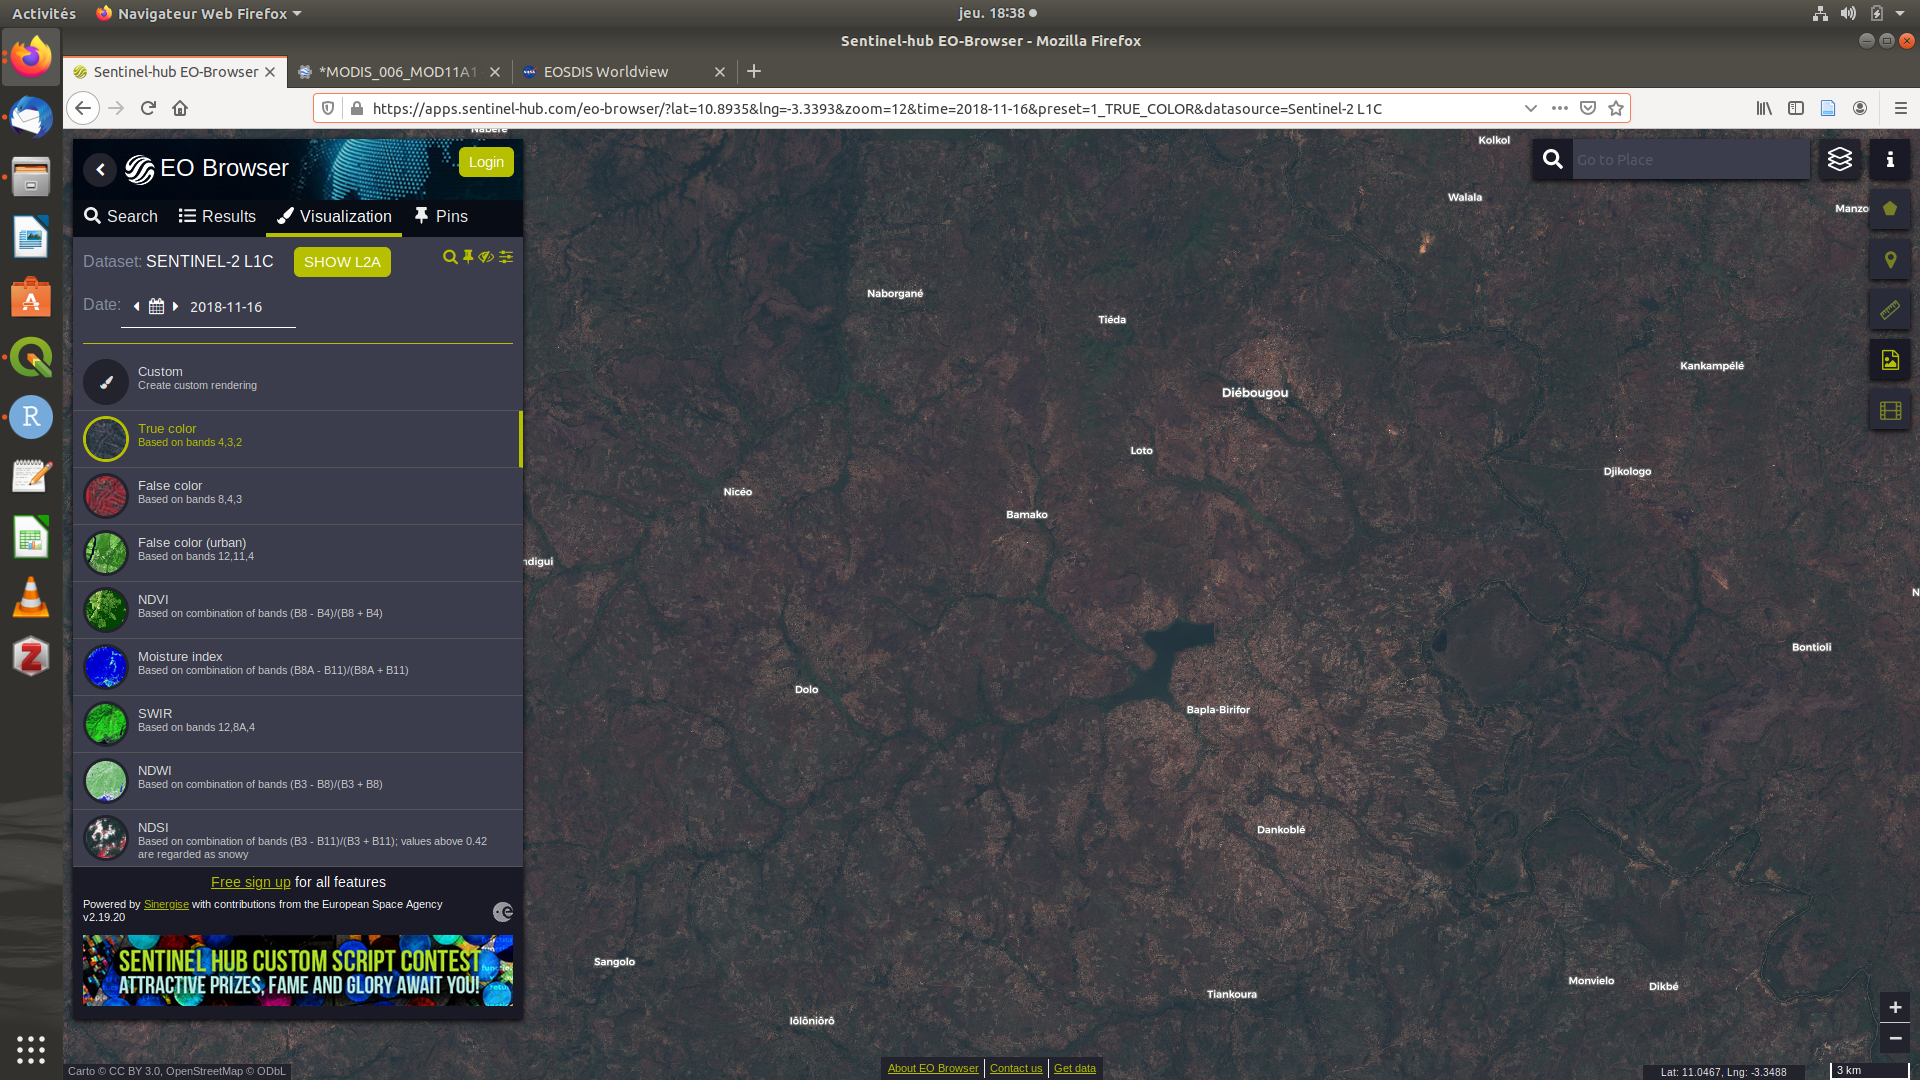 Activités
Navigateur Web Firefox
jeu. 18:38
Sentinel-hub EO-Browser - Mozilla Firefox
Sentinel-hub EO-Browser
*MODIS_006_MOD11A1
EOSDIS Worldview
https://apps.sentinel-hub.com/eo-browser/?lat=10.8935&lng=-3.3393&zoom=12&time=2018-11-16&preset=1_TRUE_COLOR&datasource=Sentinel-2 L1C
EO Browser
Login
Search
Results
Visualization
Pins
Dataset: SENTINEL-2 L1C
SHOW L2A
Date:
2018-11-16
Custom
Create custom rendering
True color
Based on bands 4,3,2
False color
Based on bands 8,4,3
False color (urban)
Based on bands 12,11,4
NDVI
Based on combination of bands (B8 - B4)/(B8 + B4)
Moisture index
Based on combination of bands (B8A - B11)/(B8A + B11)
SWIR
Based on bands 12,8A,4
NDWI
Based on combination of bands (B3 - B8)/(B3 + B8)
NDSI
Based on combination of bands (B3 - B11)/(B3 + B11); values above 0.42
are regarded as snowy
Free sign up for all features
Powered by Sinergise with contributions from the European Space Agency
v2.19.20
SENTINEL HUB CUSTOM SCRIPT CONTEST
ATTRACTIVE PRIZES, FAME AND GLORY AWAIT YOU!
Go to Place
Kolkol
Walala
Manzo
Naborgané
Tiéda
Kankampélé
Diébougou
Loto
Djikologo
Nicéo
Bamako
ndigui
Bontioli
Dolo
Bapla-Birifor
Dankoblé
Sangolo
Monvielo
Dikbé
Tiankoura
Iôlôniôrô
Carto © CC BY 3.0, OpenStreetMap © ODbL
About EO Browser
Contact us
Get data
Lat: 11.0467, Lng: -3.3488
3 km